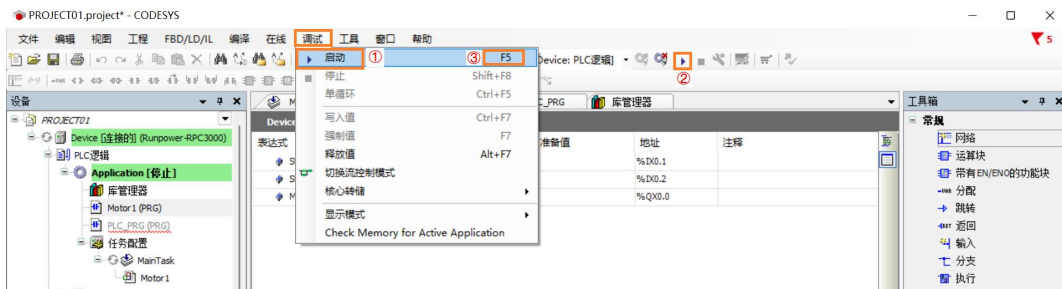 PROJECT01.project* - CODESYS
文件 编辑 视图 工程 FBD/LD/IL 编译 在线 调试 工具 窗口 帮助
5
启动 ① ③ F5
Device: PLC逻辑]
②
停止 Shift+F8
单循环 Ctrl+F5
写入值 Ctrl+F7
强制值 F7
释放值 Alt+F7
切换流控制模式
核心转储
显示模式
Check Memory for Active Application
设备
PROJECT01
Device [连接的] (Runpower-RPC3000)
PLC逻辑
Application [停止]
库管理器
Motor1 (PRG)
PLC_PRG (PRG)
任务配置
MainTask
Motor1
M
C_PRG 库管理器
Device
表达式 准备值 地址 注释
S %IX0.1
S %IX0.2
M %QX0.0
工具箱
常规
网络
运算块
带有EN/ENO的功能块
分配
跳转
返回
输入
分支
执行